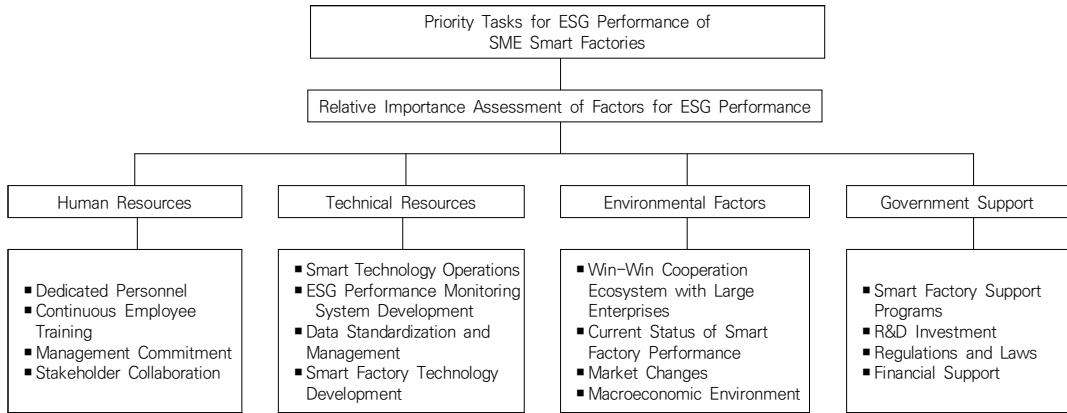 Priority Tasks for ESG Performance of
SME Smart Factories
Relative Importance Assessment of Factors for ESG Performance
Human Resources
Technical Resources
Environmental Factors
Government Support
■ Dedicated Personnel
■ Continuous Employee
Training
■ Management Commitment
■ Stakeholder Collaboration
■ Smart Technology Operations
■ ESG Performance Monitoring
System Development
■ Data Standardization and
Management
■ Smart Factory Technology
Development
■ Win-Win Cooperation
Ecosystem with Large
Enterprises
■ Current Status of Smart
Factory Performance
■ Market Changes
■ Macroeconomic Environment
■ Smart Factory Support
Programs
■ R&D Investment
■ Regulations and Laws
■ Financial Support